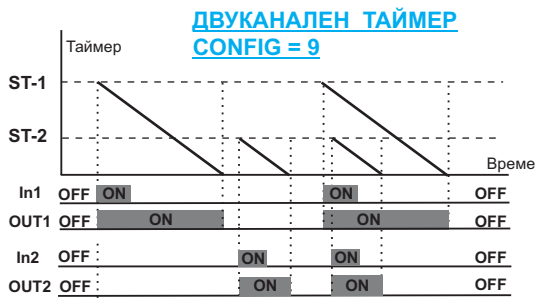 ДВУКАНАЛЕН ТАЙМЕР
CONFIG = 9
Таймер
ST-1
ST-2
Време
In1 OFF ON ON OFF
OUT1 OFF ON ON OFF
In2 OFF ON ON OFF
OUT2 OFF ON ON OFF